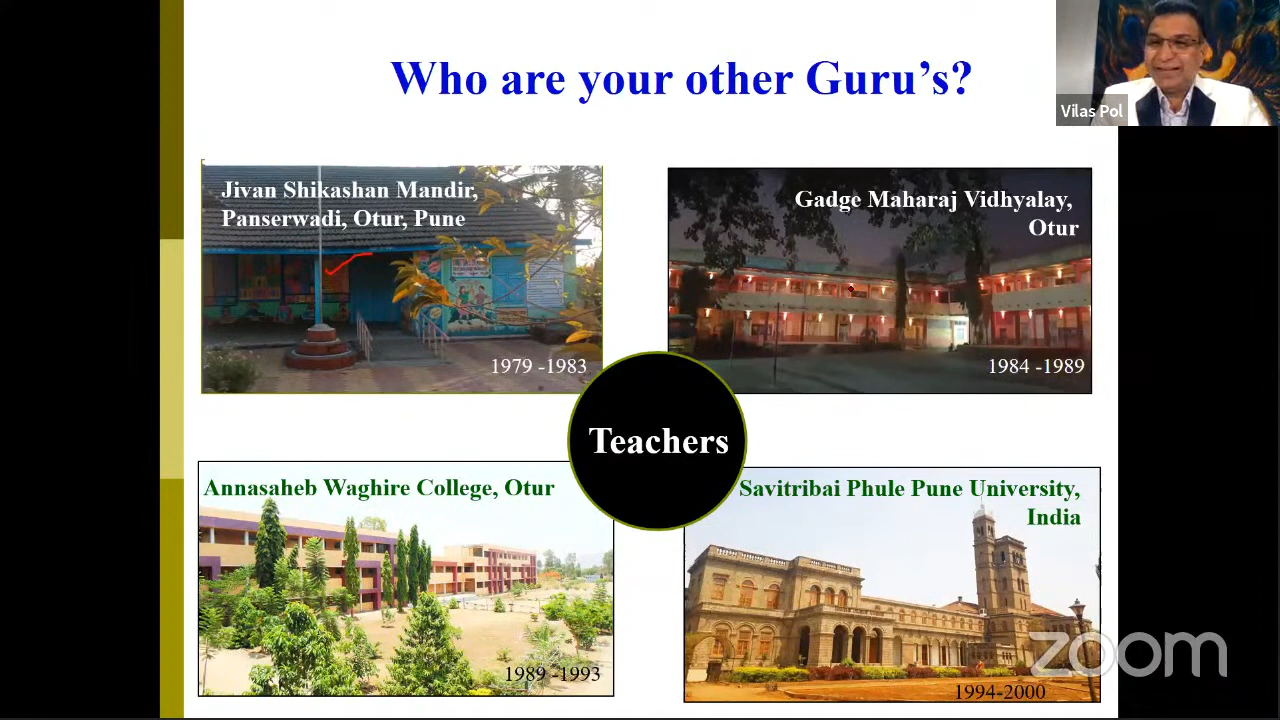 Who are your other Guru's?
Vilas Pol
Jivan Shikashan Mandir,
Panserwadi, Otur, Pune
1979 -1983
Gadge Maharaj Vidhyalay,
Otur
1984 -1989
Teachers
Annasaheb Waghire College, Otur
1989 -1993
Savitribai Phule Pune University,
India
1994-2000
zoom